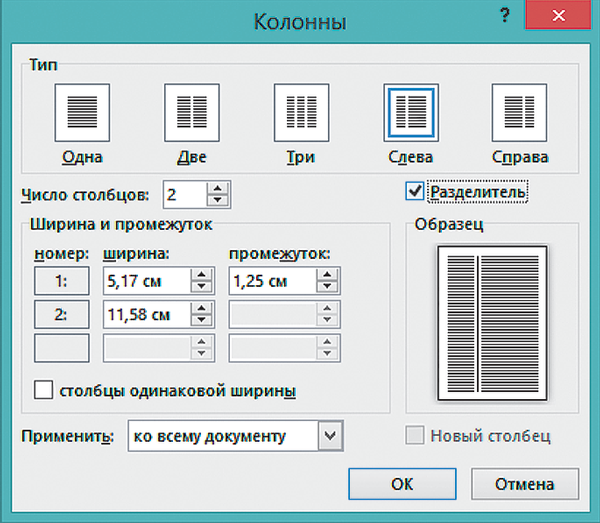 Колонны
?
×
Тип
Одна Две Три Слева Справа
Число столбцов: 2
Разделитель
Ширина и промежуток
Образец
номер: ширина: промежуток:
1: 5,17 см 1,25 см
2: 11,58 см
столбцы одинаковой ширины
Применить: ко всему документу
Новый столбец
ОК Отмена